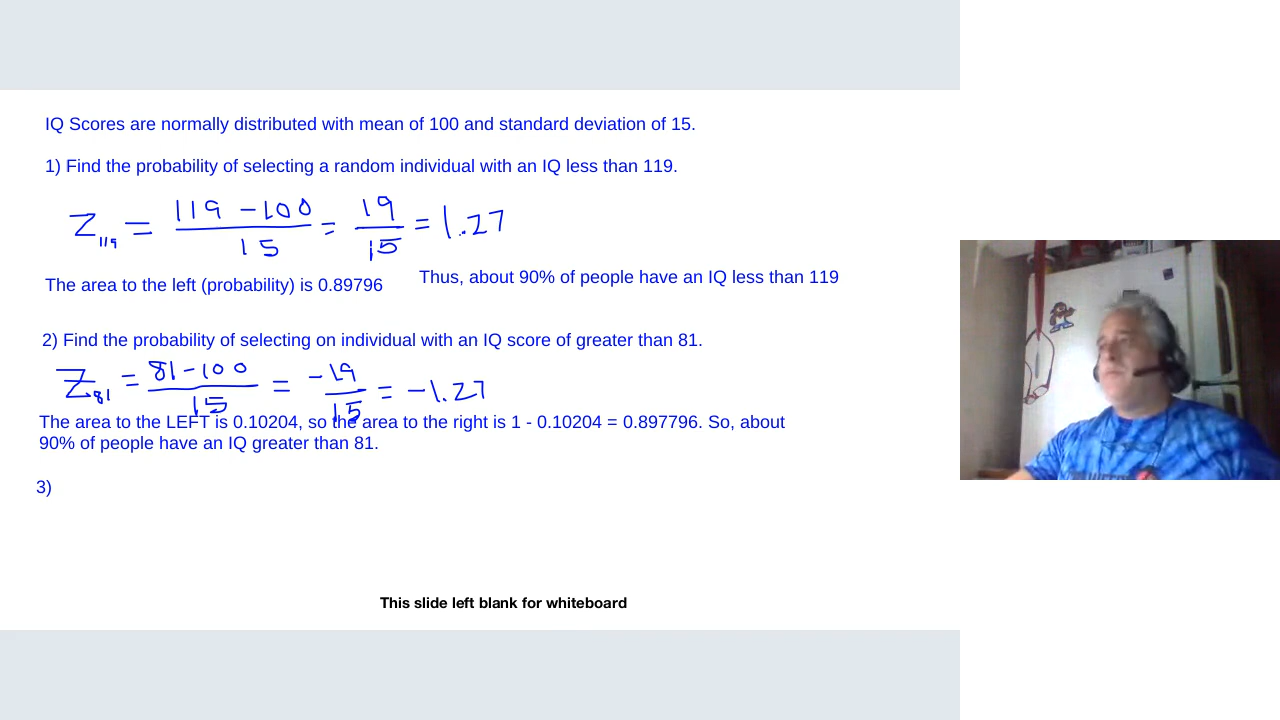 IQ Scores are normally distributed with mean of 100 and standard deviation of 15.
1) Find the probability of selecting a random individual with an IQ less than 119.
Z119 = (119 - 100)/15 = 19/15 = 1.27
The area to the left (probability) is 0.89796
Thus, about 90% of people have an IQ less than 119
2) Find the probability of selecting on individual with an IQ score of greater than 81.
Z81 = (81 - 100)/15 = -19/15 = -1.27
The area to the LEFT is 0.10204, so the area to the right is 1 - 0.10204 = 0.897796. So, about
90% of people have an IQ greater than 81.
3)
This slide left blank for whiteboard